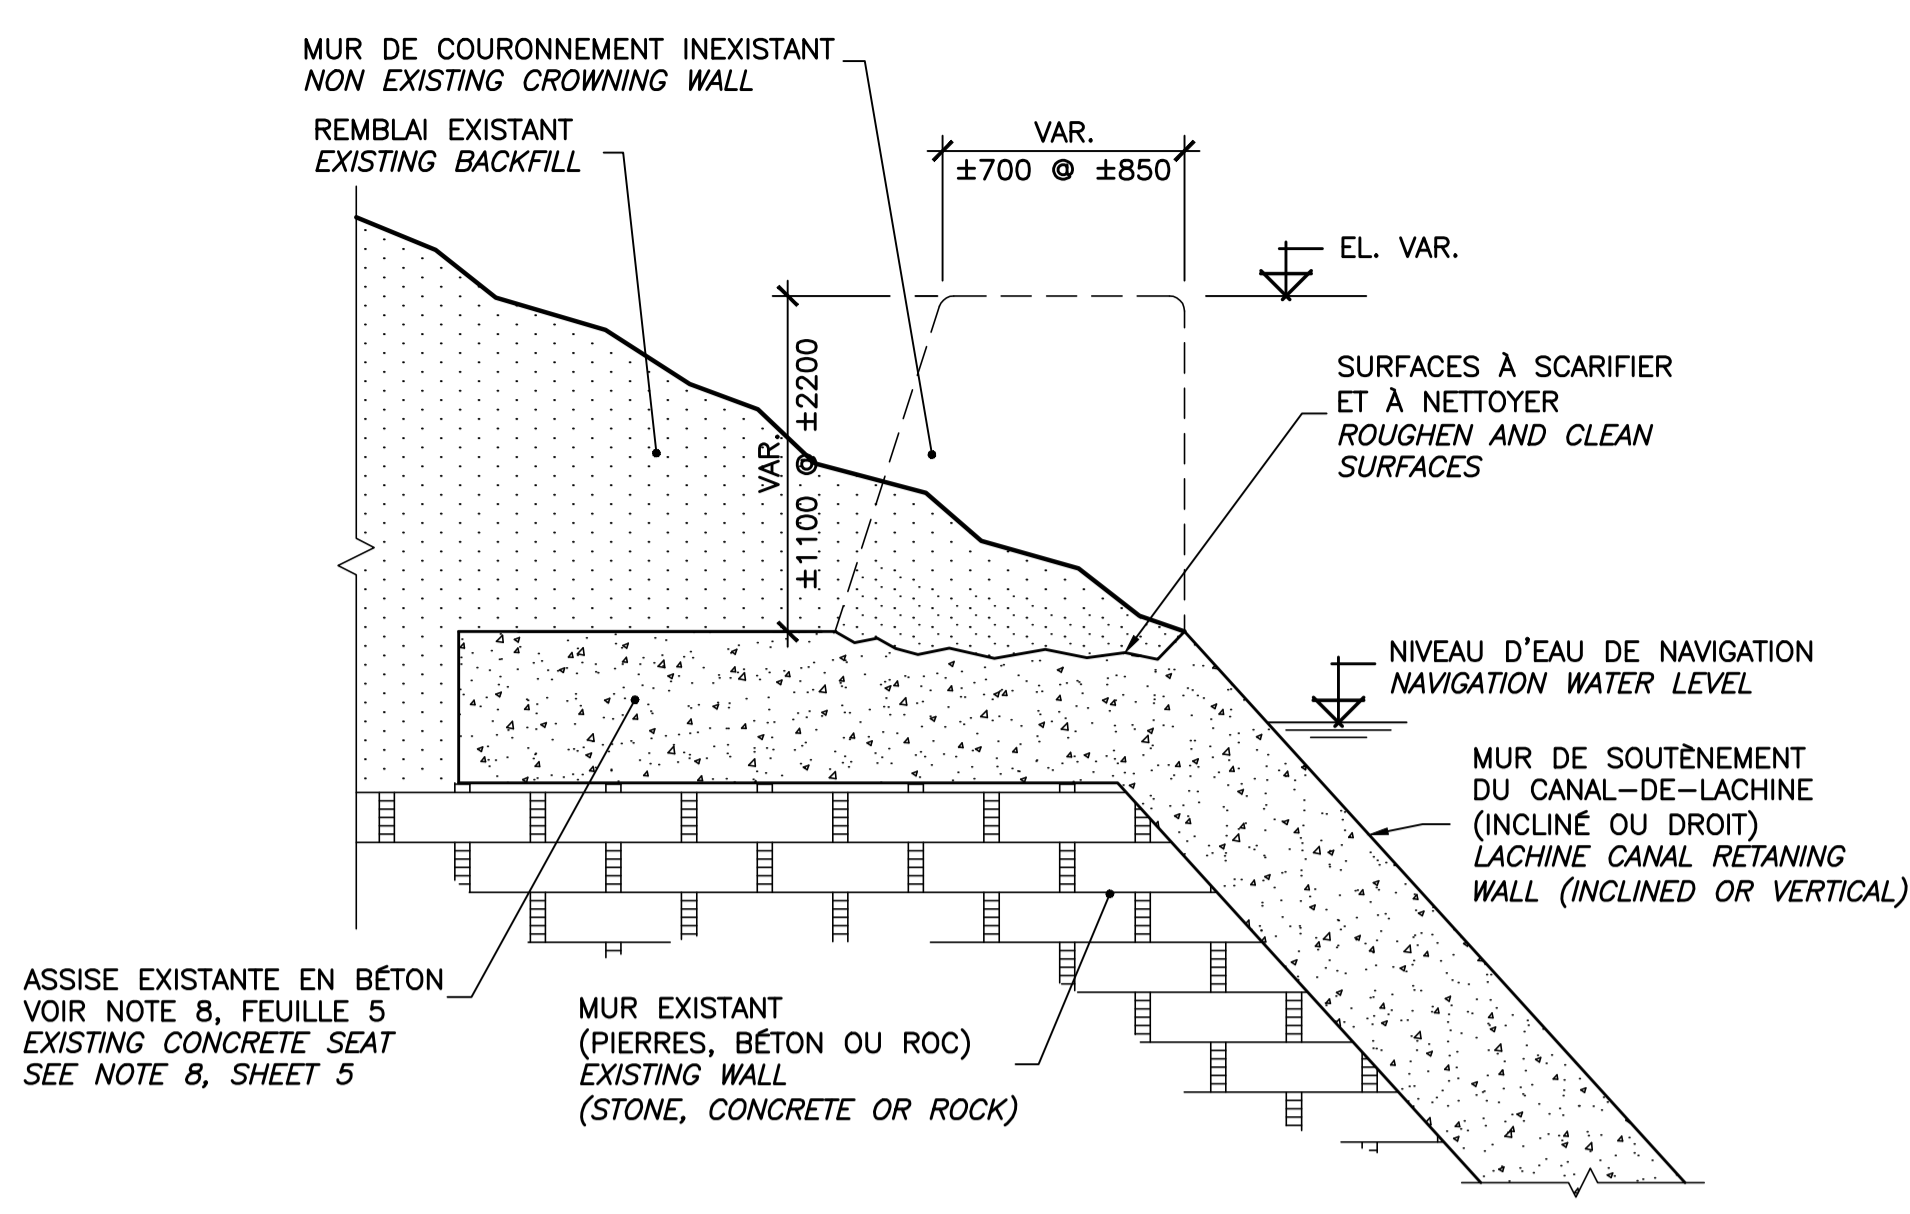 MUR DE COURONNEMENT INEXISTANT
NON EXISTING CROWNING WALL
REMBLAI EXISTANT
EXISTING BACKFILL
VAR.
±700 @ ±850
EL. VAR.
VAR.
±1100 @ ±2200
SURFACES À SCARIFIER
ET À NETTOYER
ROUGHEN AND CLEAN
SURFACES
NIVEAU D'EAU DE NAVIGATION
NAVIGATION WATER LEVEL
MUR DE SOUTÈNEMENT
DU CANAL-DE-LACHINE
(INCLINÉ OU DROIT)
LACHINE CANAL RETANING
WALL (INCLINED OR VERTICAL)
ASSISE EXISTANTE EN BÉTON
VOIR NOTE 8, FEUILLE 5
EXISTING CONCRETE SEAT
SEE NOTE 8, SHEET 5
MUR EXISTANT
(PIERRES, BÉTON OU ROC)
EXISTING WALL
(STONE, CONCRETE OR ROCK)